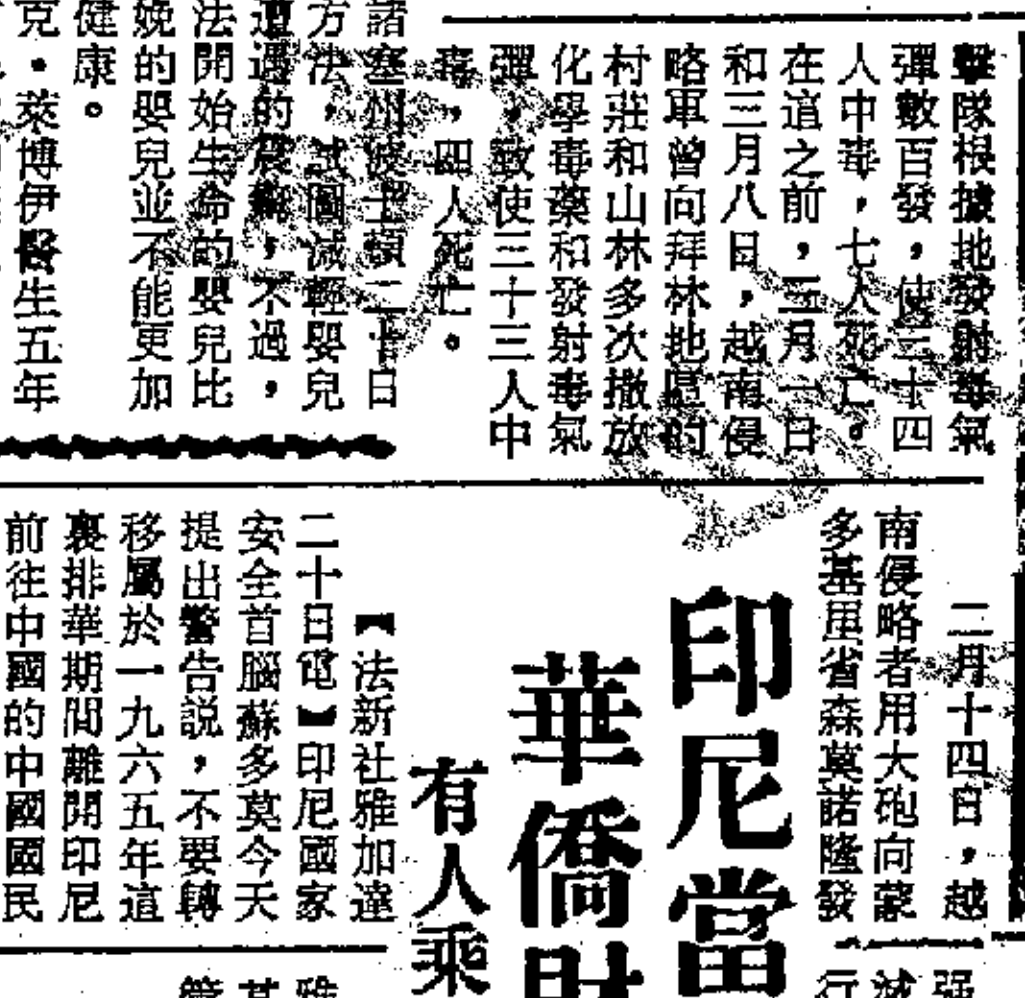 擊隊根據地發射毒氣
彈數百發，使三十四
人中毒，七人死亡。
在這之前，三月一日
和三月八日，越南侵
略軍曾向拜林地區的
村莊和山林多次撒放
化學毒藥和發射毒氣
彈，致使三十三人中
毒，四人死亡。
諸塞州波士頓二十日
方法，試圖減輕嬰兒
遭遇的震驚，不過，
法開始生命的嬰兒比
娩的嬰兒並不能更加
健康。
克·萊博伊醫生五年
二月十四日，越
南侵略者用大砲向蒙
多基里省森莫諾隆發
印尼當
華僑財
有人乘
【法新社雅加達
二十日電】印尼國家
安全首腦蘇多莫今天
提出警告説，不要轉
移屬於一九六五年這
裏排華期間離開印尼
前往中國的中國國民